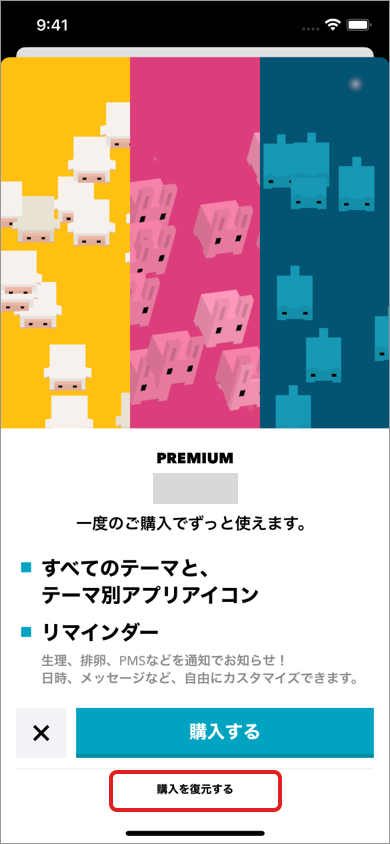 9:41
PREMIUM
一度のご購入でずっと使えます。
すべてのテーマと、
テーマ別アプリアイコン
リマインダー
生理、排卵、PMSなどを通知でお知らせ！
日時、メッセージなど、自由にカスタマイズできます。
購入する
購入を復元する